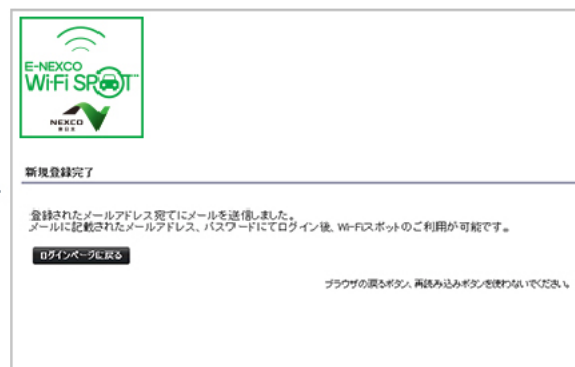 E-NEXCO
Wi-Fi SPOT
NEXCO
東日本
新規登録完了
登録されたメールアドレス宛てにメールを送信しました。
メールに記載されたメールアドレス、パスワードにてログイン後、Wi-Fiスポットのご利用が可能です。
ログインページに戻る
ブラウザの戻るボタン、再読み込みボタンを使わないでください。